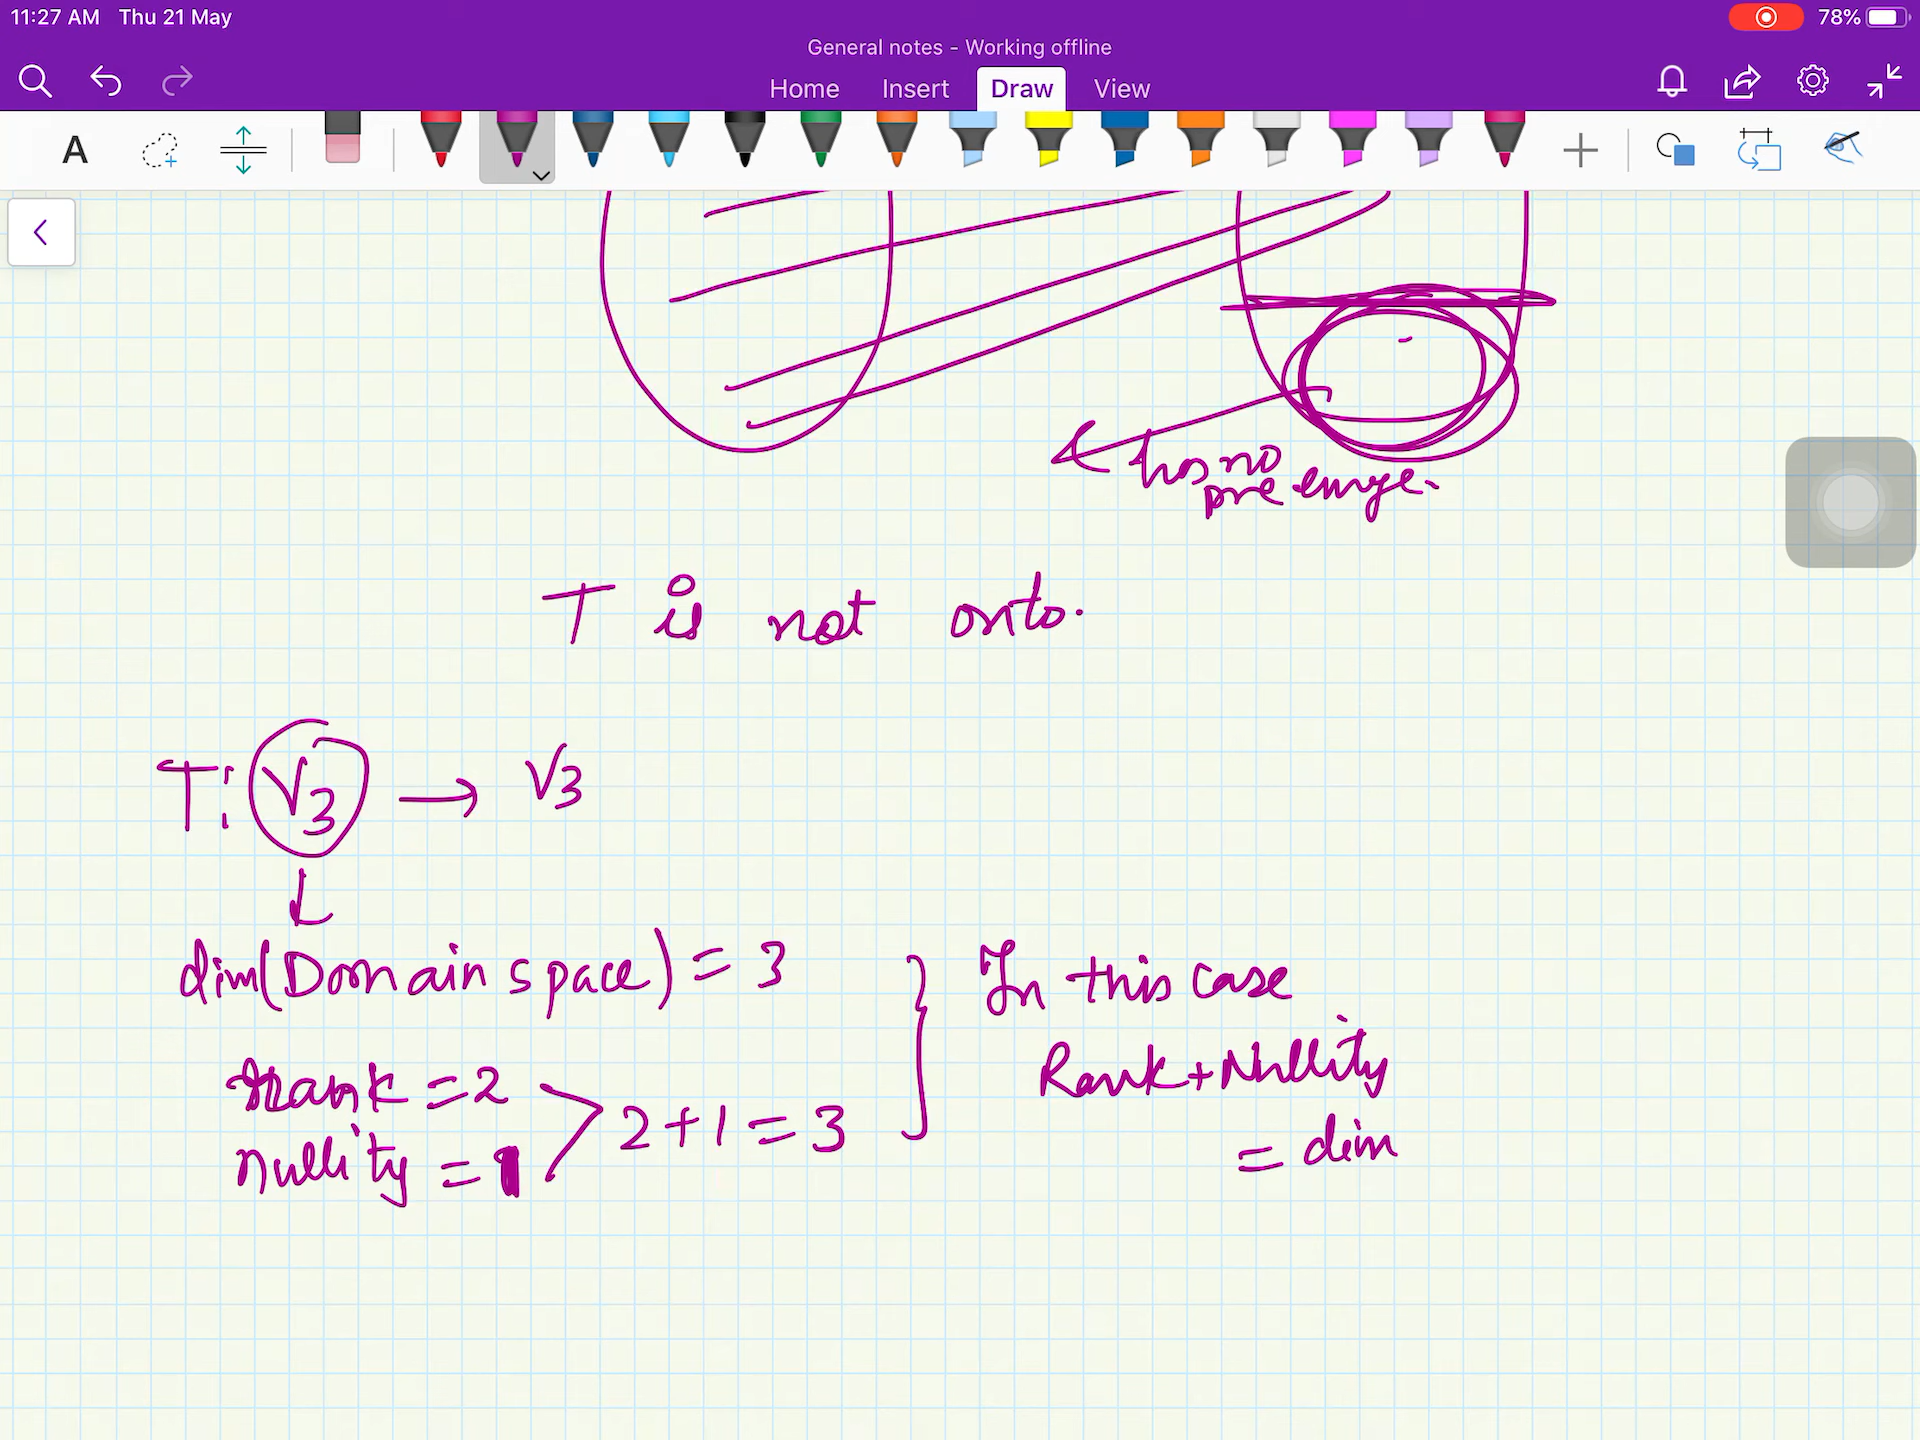 11:27 AM Thu 21 May
78%
General notes - Working offline
Home Insert Draw View
A
has no
pre emge.
T is not onto.
T: V3 → V3
dim(Domain space) = 3
rank = 2
nullity = 1
2 + 1 = 3
In this case
Rank + Nullity
= dim